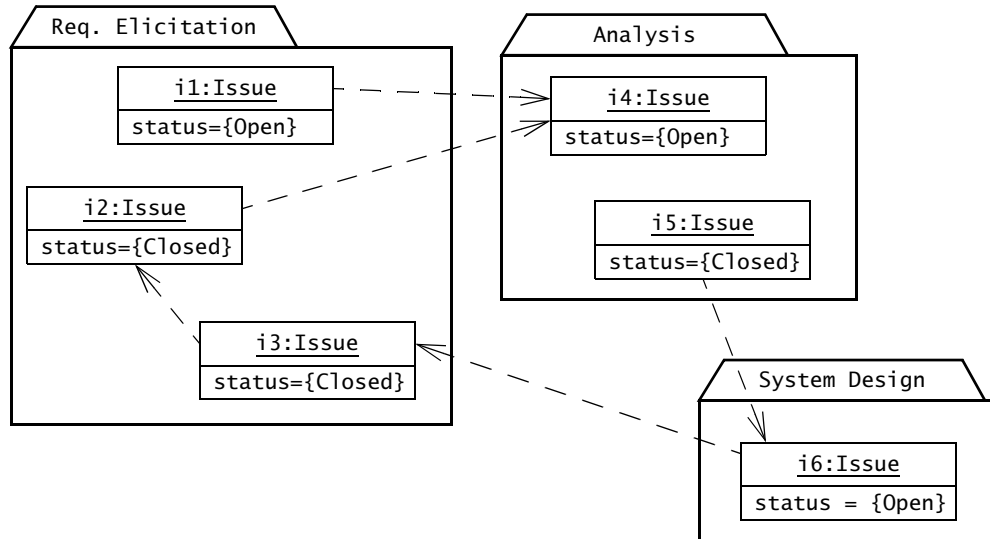 Req. Elicitation
i1:Issue
status={Open}
i2:Issue
status={Closed}
i3:Issue
status={Closed}
Analysis
i4:Issue
status={Open}
i5:Issue
status={Closed}
System Design
i6:Issue
status = {Open}